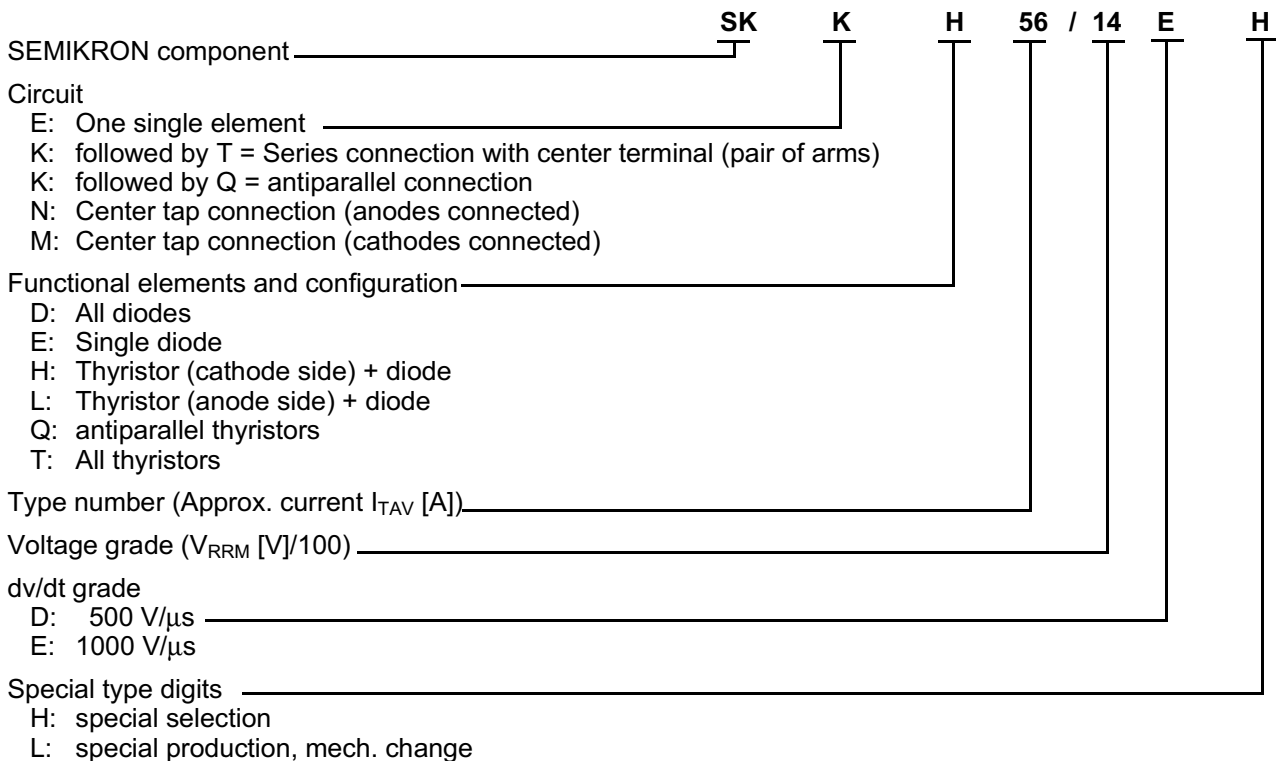 SK K H 56 / 14 E H
SEMIKRON component
Circuit
E: One single element
K: followed by T = Series connection with center terminal (pair of arms)
K: followed by Q = antiparallel connection
N: Center tap connection (anodes connected)
M: Center tap connection (cathodes connected)
Functional elements and configuration
D: All diodes
E: Single diode
H: Thyristor (cathode side) + diode
L: Thyristor (anode side) + diode
Q: antiparallel thyristors
T: All thyristors
Type number (Approx. current ITAV [A])
Voltage grade (VRRM [V]/100)
dv/dt grade
D: 500 V/μs
E: 1000 V/μs
Special type digits
H: special selection
L: special production, mech. change